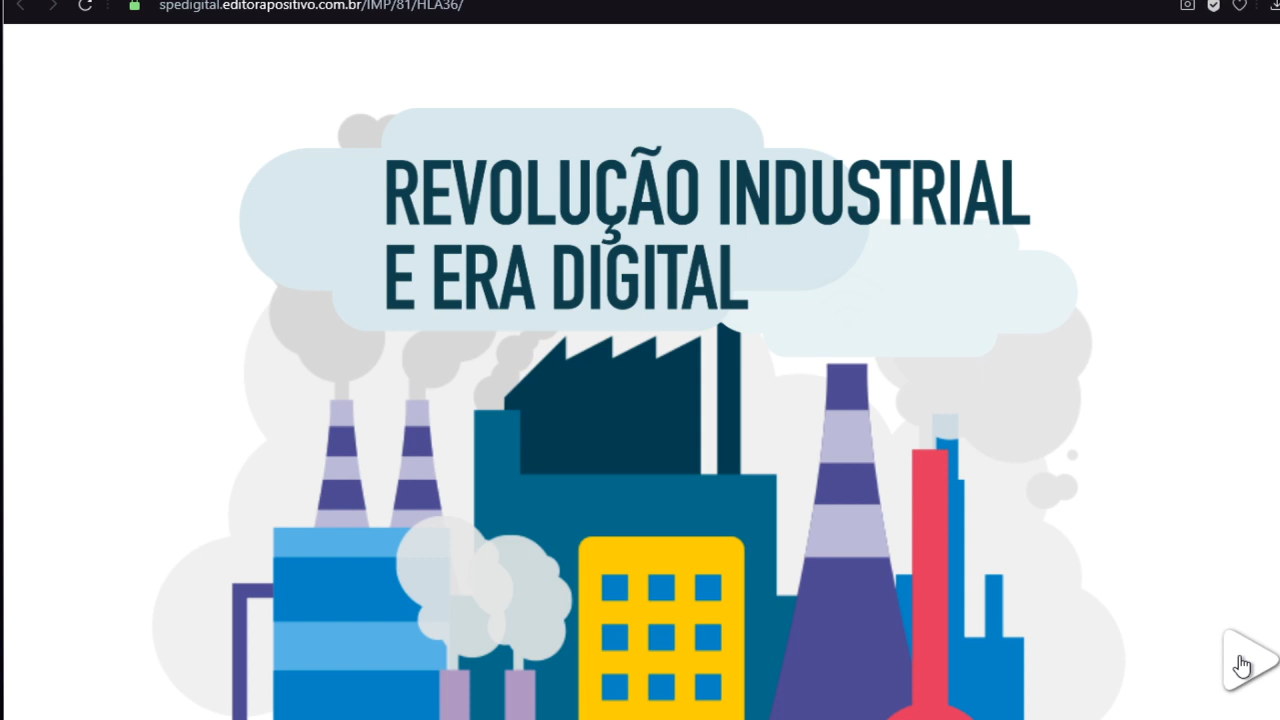 spedigital.editorapositivo.com.br/IMP/81/HLA36/
REVOLUÇÃO INDUSTRIAL
E ERA DIGITAL